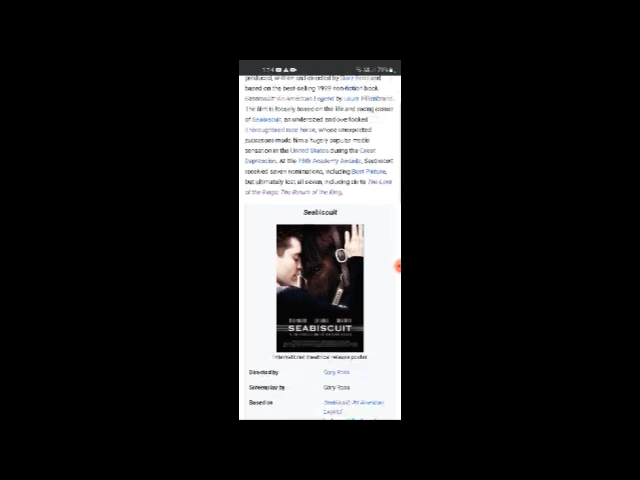 produced, written and directed by Gary Ross and
based on the best-selling 1999 non-fiction book
Seabiscuit: An American Legend by Laura Hillenbrand.
The film is loosely based on the life and racing career
of Seabiscuit, an undersized and overlooked
Thoroughbred race horse, whose unexpected
successes made him a hugely popular media
sensation in the United States during the Great
Depression. At the 76th Academy Awards, Seabiscuit
received seven nominations, including Best Picture,
but ultimately lost all seven, including six to The Lord
of the Rings: The Return of the King.
Seabiscuit
SEABISCUIT
International theatrical release poster
Directed by Gary Ross
Screenplay by Gary Ross
Based on Seabiscuit: An American
Legend